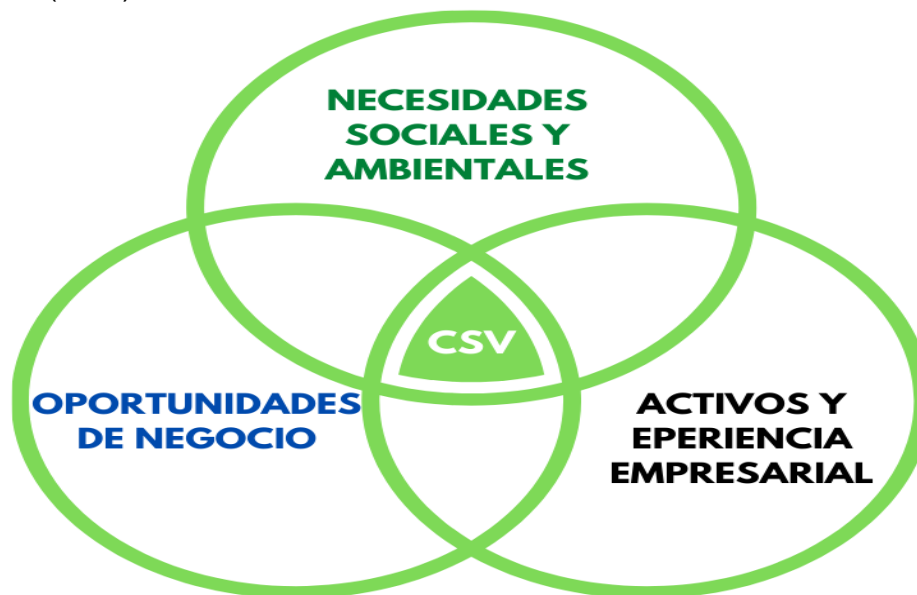 NECESIDADES
SOCIALES Y
AMBIENTALES
CSV
OPORTUNIDADES
DE NEGOCIO
ACTIVOS Y
EPERIENCIA
EMPRESARIAL